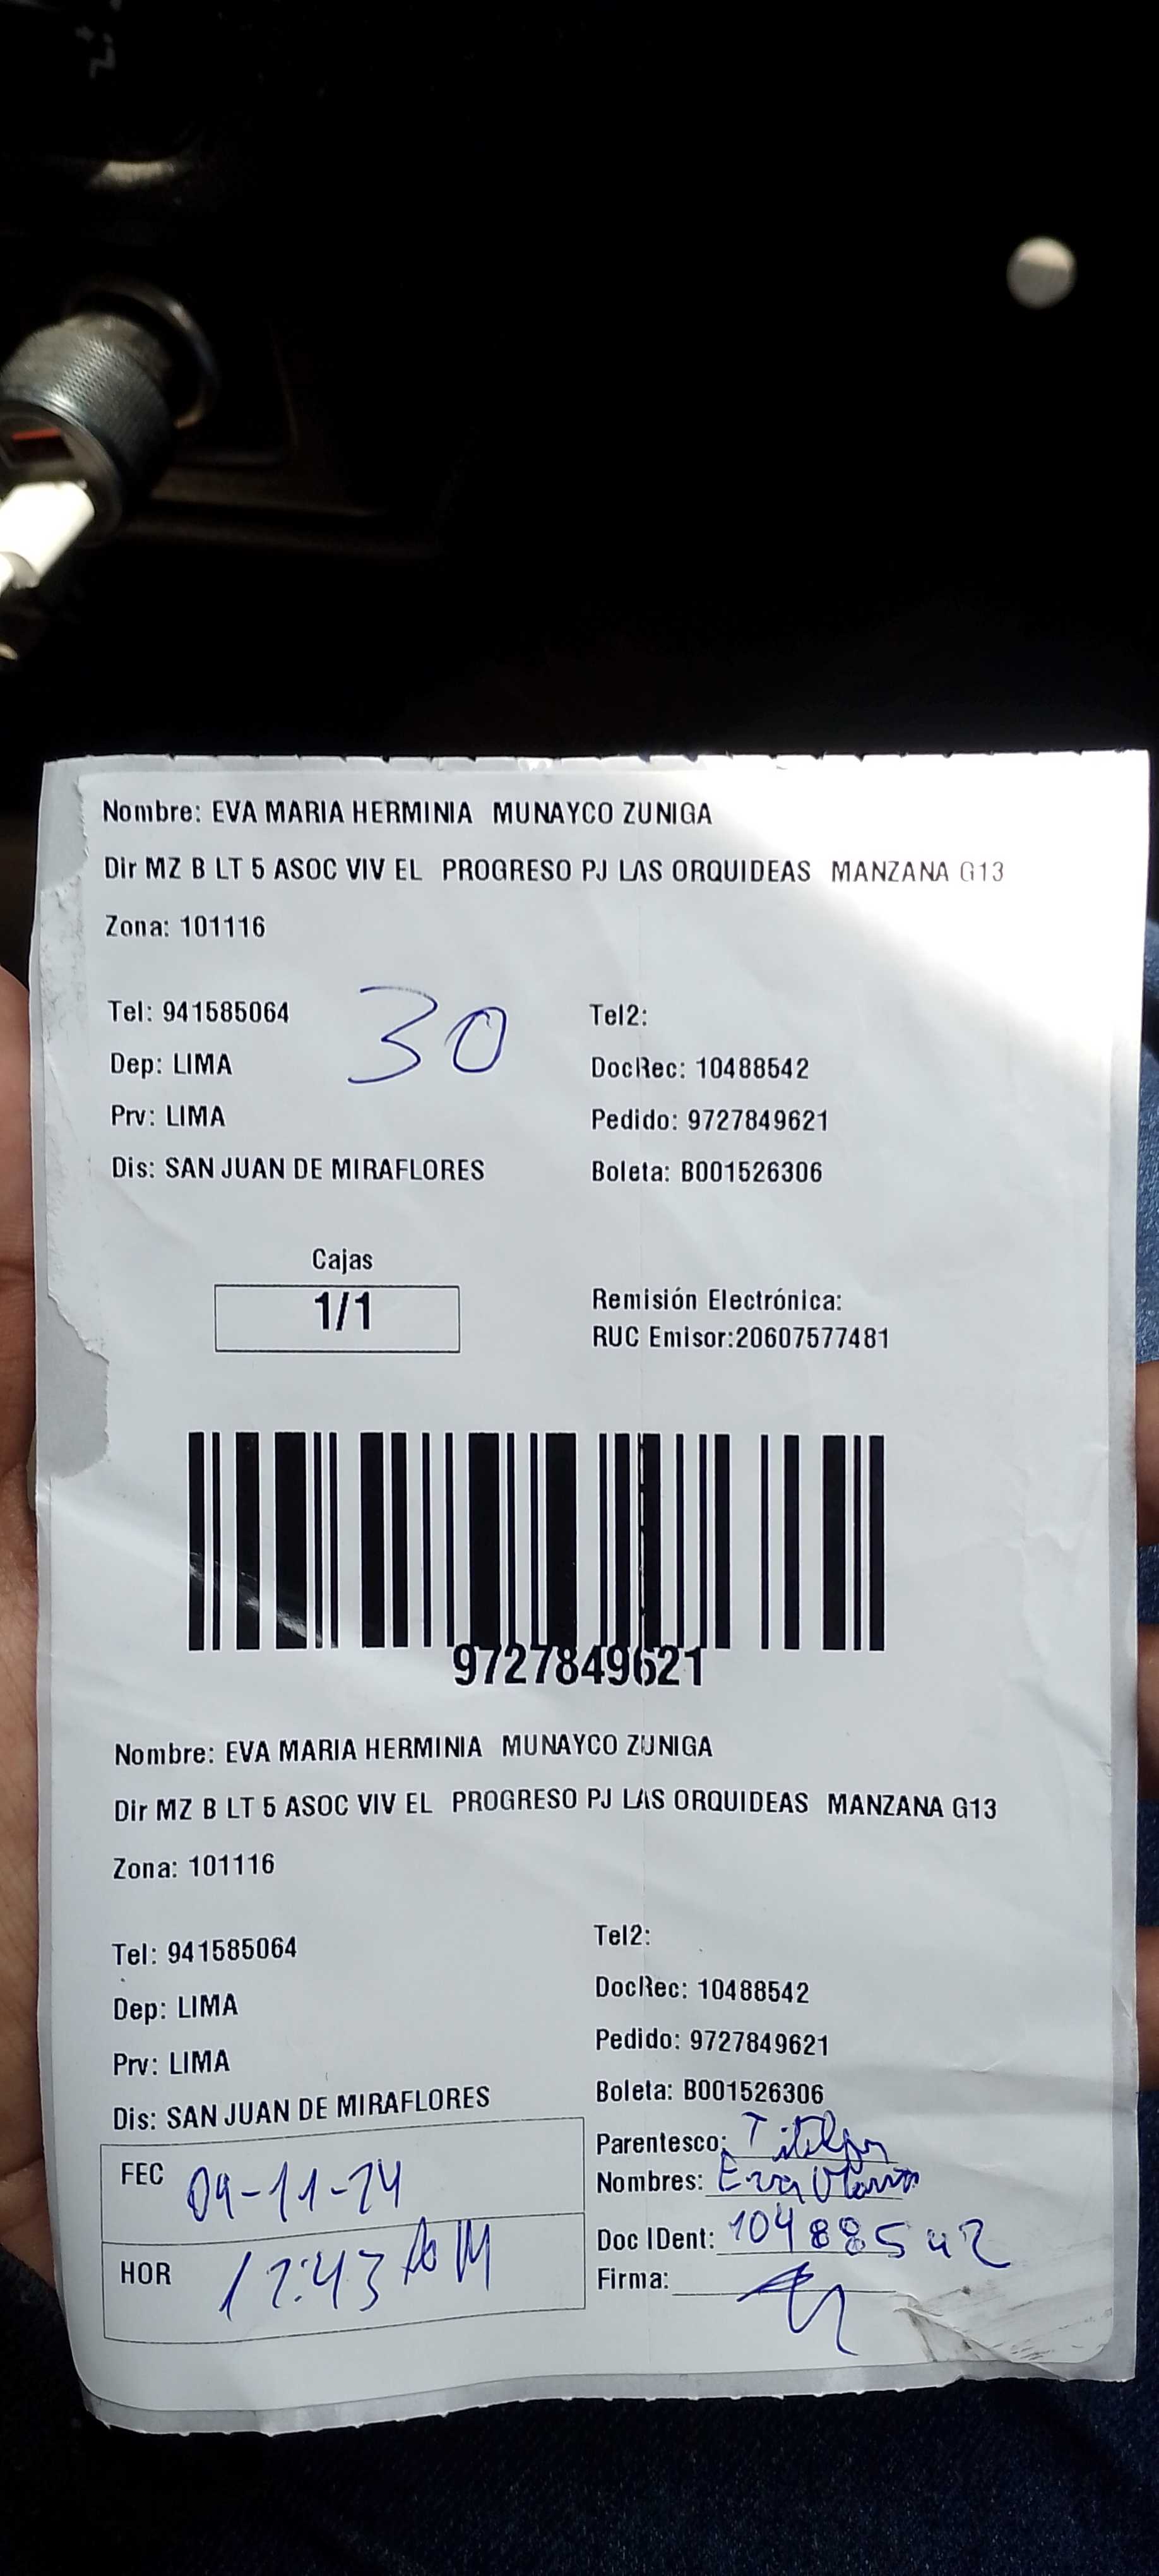 Nombre: EVA MARIA HERMINIA MUNAYCO ZUNIGA
Dir MZ B LT 5 ASOC VIV EL PROGRESO PJ LAS ORQUIDEAS MANZANA G13
Zona: 101116
30
Tel: 941585064
Dep: LIMA
Prv: LIMA
Dis: SAN JUAN DE MIRAFLORES
Tel2:
DocRec: 10488542
Pedido: 9727849621
Boleta: B001526306
Cajas
1/1
Remisión Electrónica:
RUC Emisor:20607577481
9727849621
Nombre: EVA MARIA HERMINIA MUNAYCO ZUNIGA
Dir MZ B LT 5 ASOC VIV EL PROGRESO PJ LAS ORQUIDEAS MANZANA G13
Zona: 101116
Tel: 941585064
Dep: LIMA
Prv: LIMA
Dis: SAN JUAN DE MIRAFLORES
Tel2:
DocRec: 10488542
Pedido: 9727849621
Boleta: B001526306
FEC 09-11-24
HOR 12:43
Parentesco: Titular
Nombres: Eva Maria
Doc IDent: 10488542
Firma: